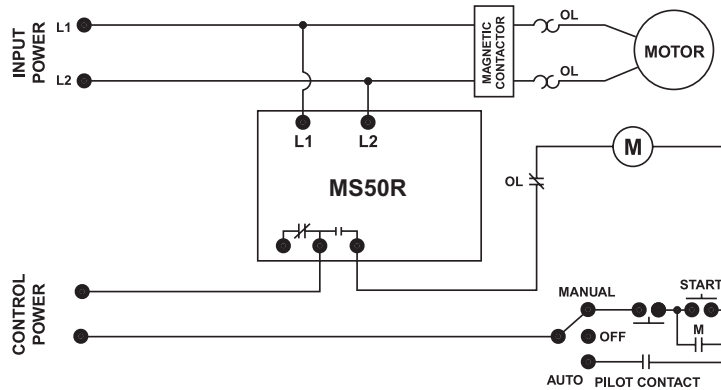 INPUT
POWER
L1
L2
MAGNETIC
CONTACTOR
OL
OL
MOTOR
L1
L2
MS50R
OL
M
CONTROL
POWER
MANUAL
START
OFF
M
AUTO
PILOT CONTACT